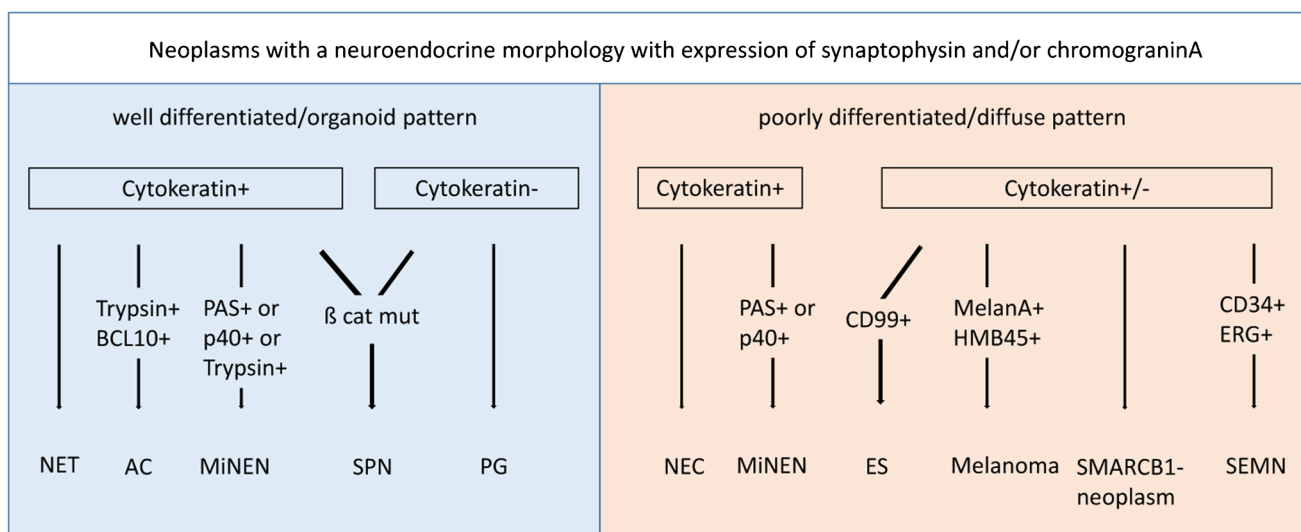 Neoplasms with a neuroendocrine morphology with expression of synaptophysin and/or chromograninA
well differentiated/organoid pattern
Cytokeratin+
Cytokeratin-
Trypsin+
BCL10+
PAS+ or
p40+ or
Trypsin+
ß cat mut
NET
AC
MiNEN
SPN
PG
poorly differentiated/diffuse pattern
Cytokeratin+
Cytokeratin+/-
PAS+ or
p40+
CD99+
MelanA+
HMB45+
CD34+
ERG+
NEC
MiNEN
ES
Melanoma
SMARCB1-
neoplasm
SEMN